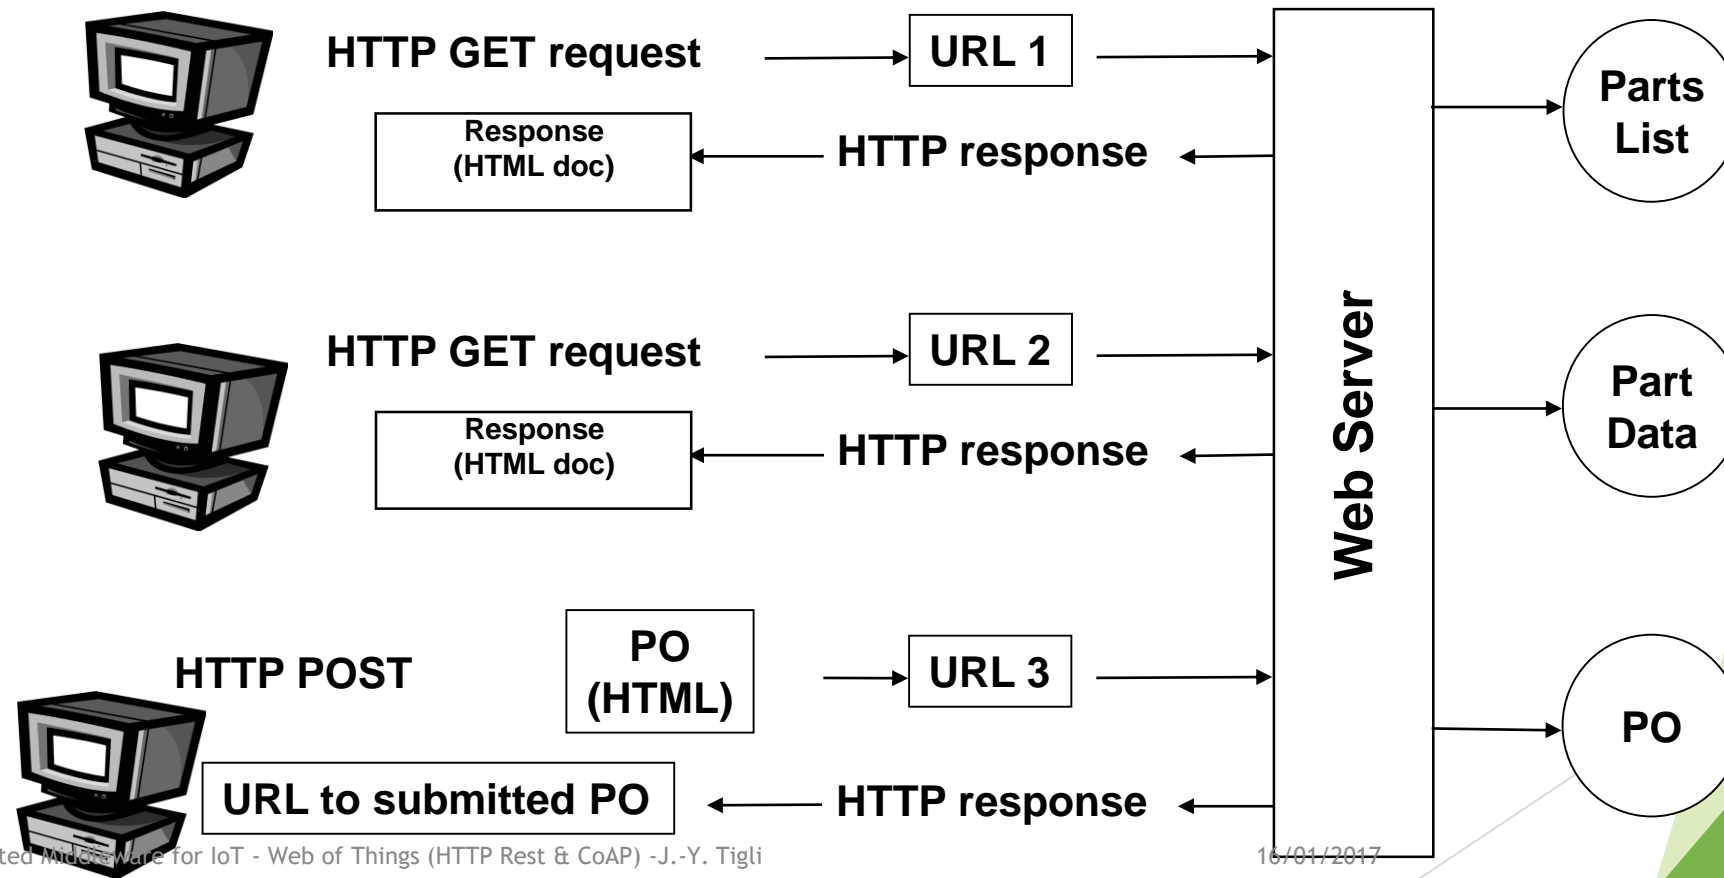 HTTP GET request
URL 1
Parts
List
Response
(HTML doc)
HTTP response
HTTP GET request
URL 2
Part
Data
Response
(HTML doc)
HTTP response
Web Server
HTTP POST
PO
(HTML)
URL 3
PO
URL to submitted PO
HTTP response
ted Middleware for IoT - Web of Things (HTTP Rest & CoAP) -J.-Y. Tigli
16/01/2017